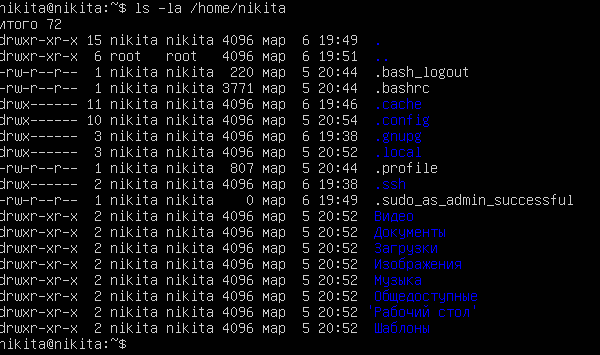 nikita@nikita:~$ ls -la /home/nikita
итого 72
drwxr-xr-x 15 nikita nikita 4096 мар  6 19:49 .
drwxr-xr-x  6 root   root   4096 мар  6 19:51 ..
-rw-r--r--  1 nikita nikita  220 мар  5 20:44 .bash_logout
-rw-r--r--  1 nikita nikita 3771 мар  5 20:44 .bashrc
drwx------ 11 nikita nikita 4096 мар  6 19:46 .cache
drwx------ 10 nikita nikita 4096 мар  5 20:54 .config
drwx------  3 nikita nikita 4096 мар  6 19:38 .gnupg
drwx------  3 nikita nikita 4096 мар  5 20:52 .local
-rw-r--r--  1 nikita nikita  807 мар  5 20:44 .profile
drwx------  2 nikita nikita 4096 мар  6 19:38 .ssh
-rw-r--r--  1 nikita nikita    0 мар  6 19:49 .sudo_as_admin_successful
drwxr-xr-x  2 nikita nikita 4096 мар  5 20:52 Видео
drwxr-xr-x  2 nikita nikita 4096 мар  5 20:52 Документы
drwxr-xr-x  2 nikita nikita 4096 мар  5 20:52 Загрузки
drwxr-xr-x  2 nikita nikita 4096 мар  5 20:52 Изображения
drwxr-xr-x  2 nikita nikita 4096 мар  5 20:52 Музыка
drwxr-xr-x  2 nikita nikita 4096 мар  5 20:52 Общедоступные
drwxr-xr-x  2 nikita nikita 4096 мар  5 20:52 'Рабочий стол'
drwxr-xr-x  2 nikita nikita 4096 мар  5 20:52 Шаблоны
nikita@nikita:~$